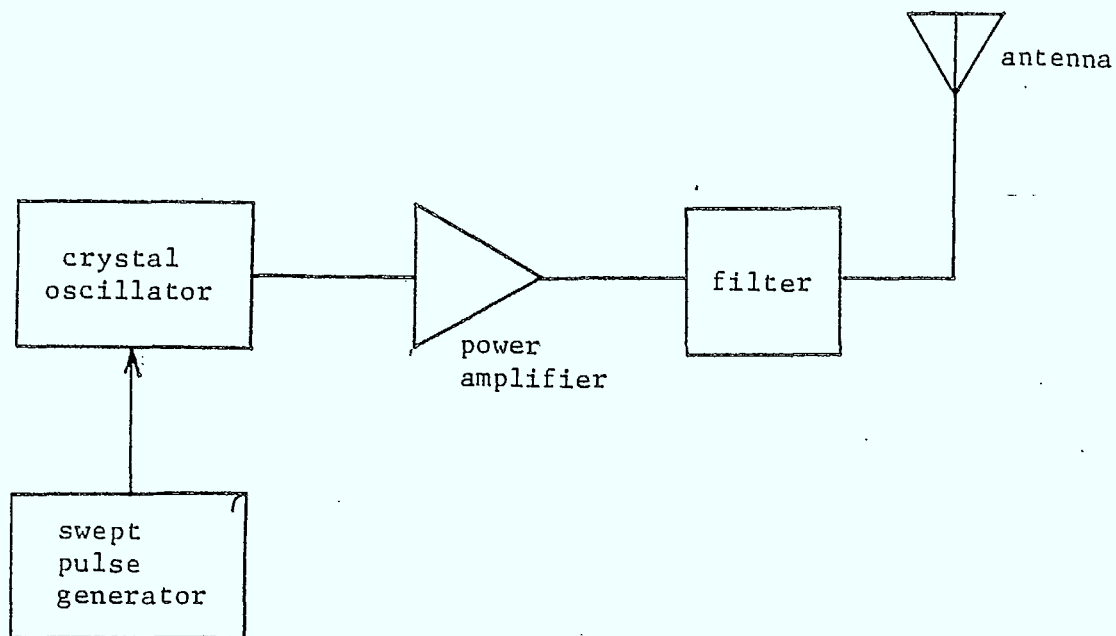 antenna
crystal
oscillator
power
amplifier
filter
swept
pulse
generator